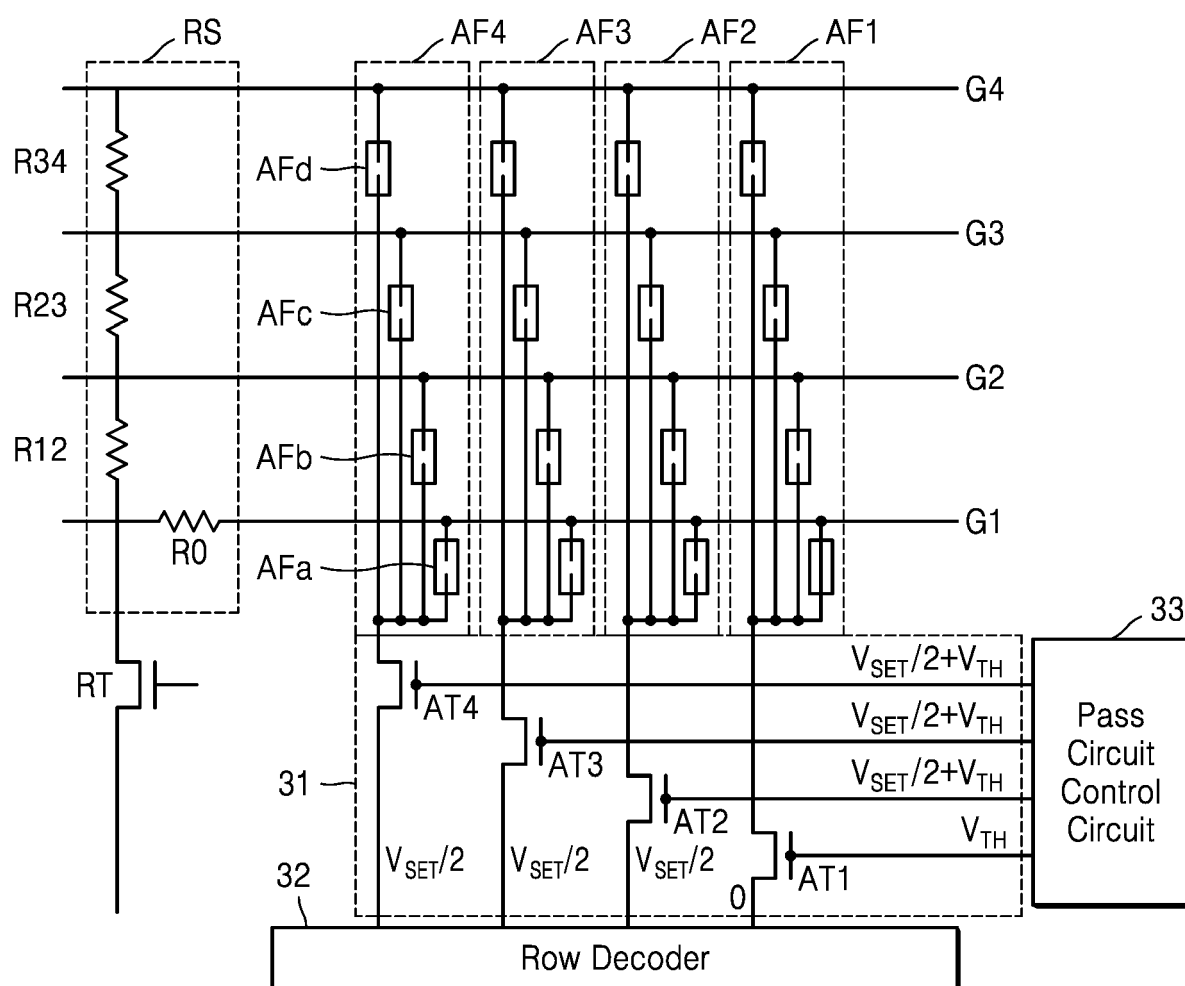 RS
AF4
AF3
AF2
AF1
G4
R34
AFd
G3
R23
AFc
G2
R12
AFb
G1
R0
AFa
33
RT
AT4
V_SET/2+V_TH
AT3
V_SET/2+V_TH
31
AT2
V_SET/2+V_TH
AT1
V_TH
Pass
Circuit
Control
Circuit
V_SET/2
V_SET/2
V_SET/2
0
32
Row Decoder